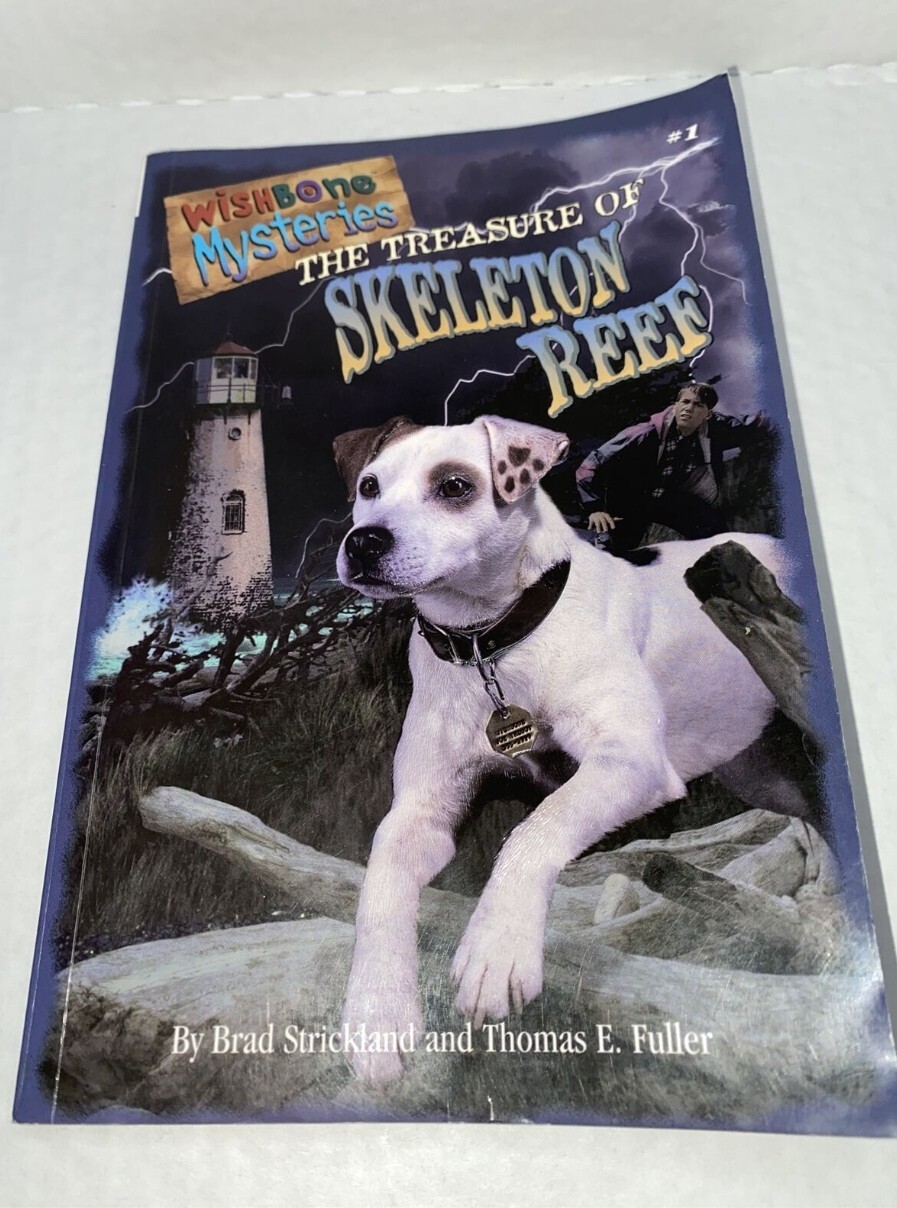 #1
WISHBONE
Mysteries
THE TREASURE OF
SKELETON
REEF
By Brad Strickland and Thomas E. Fuller